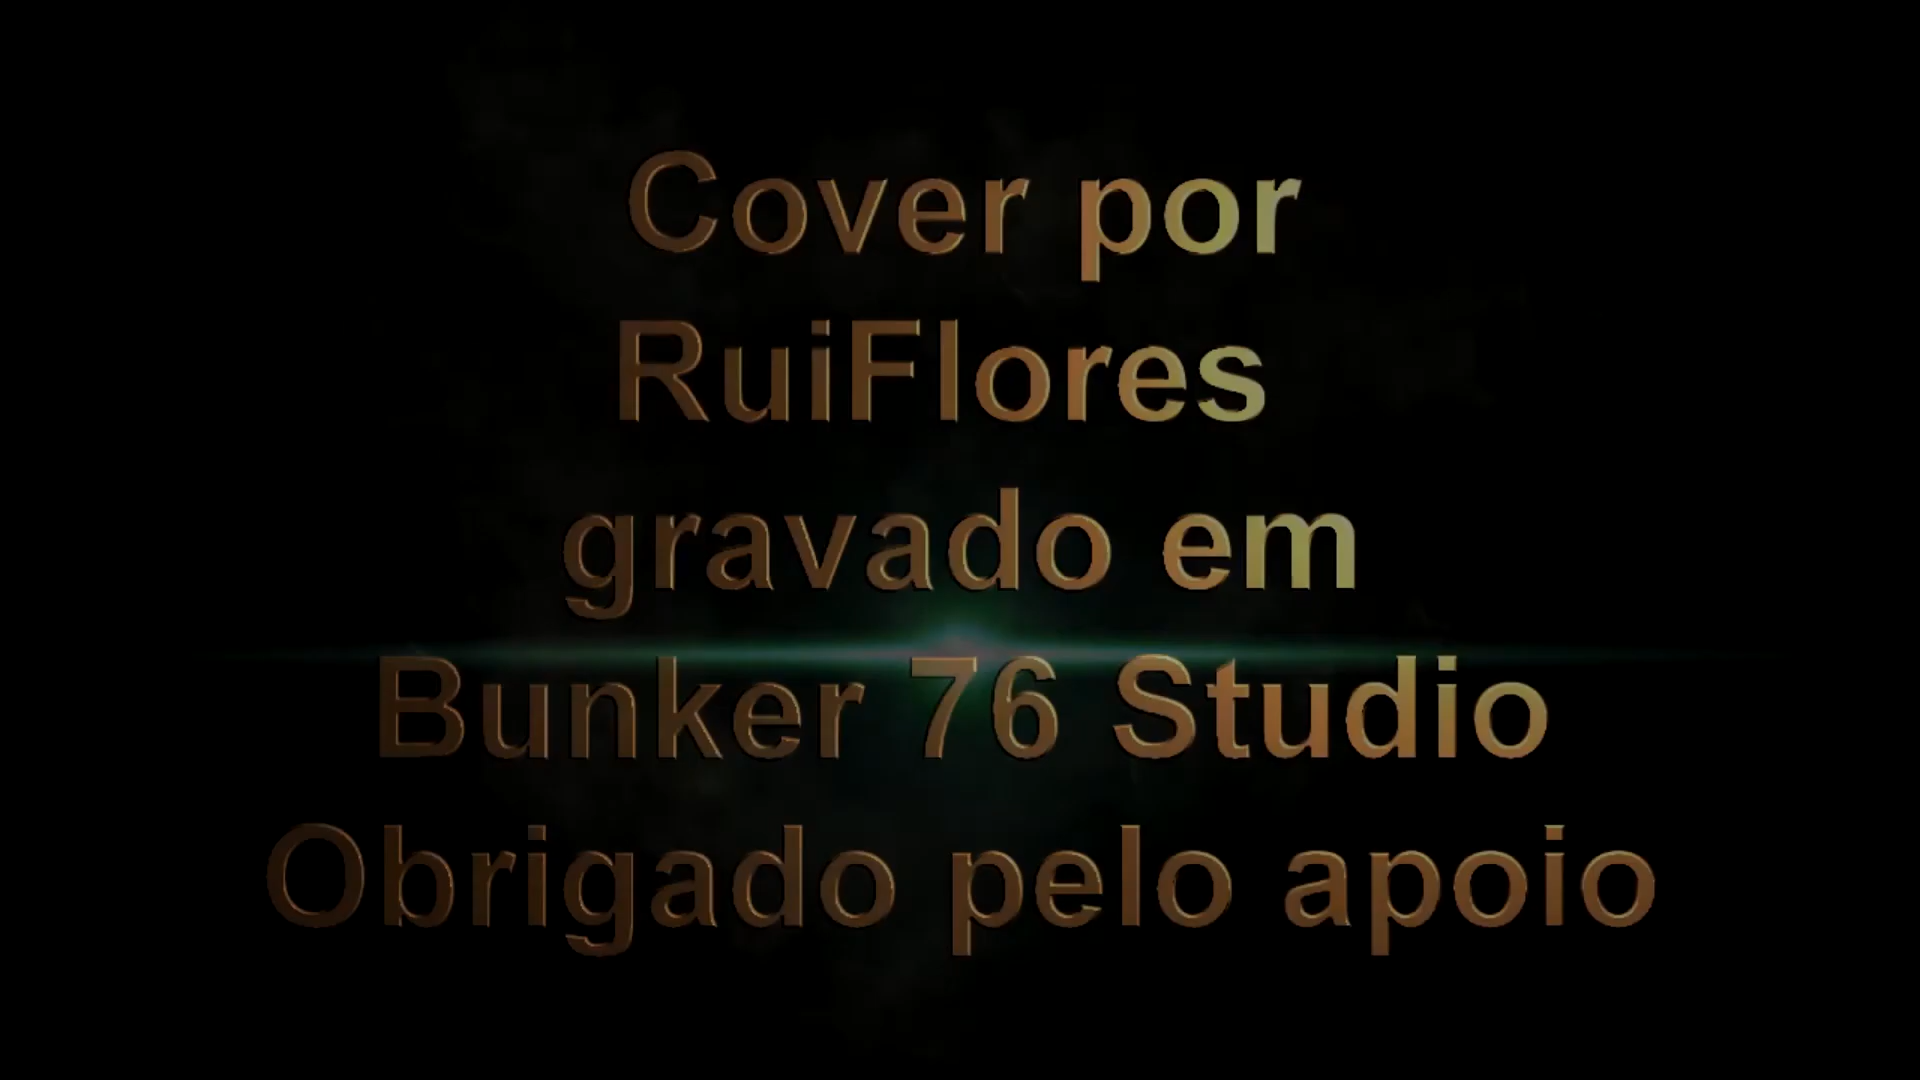 Cover por
RuiFlores
gravado em
Bunker 76 Studio
Obrigado pelo apoio